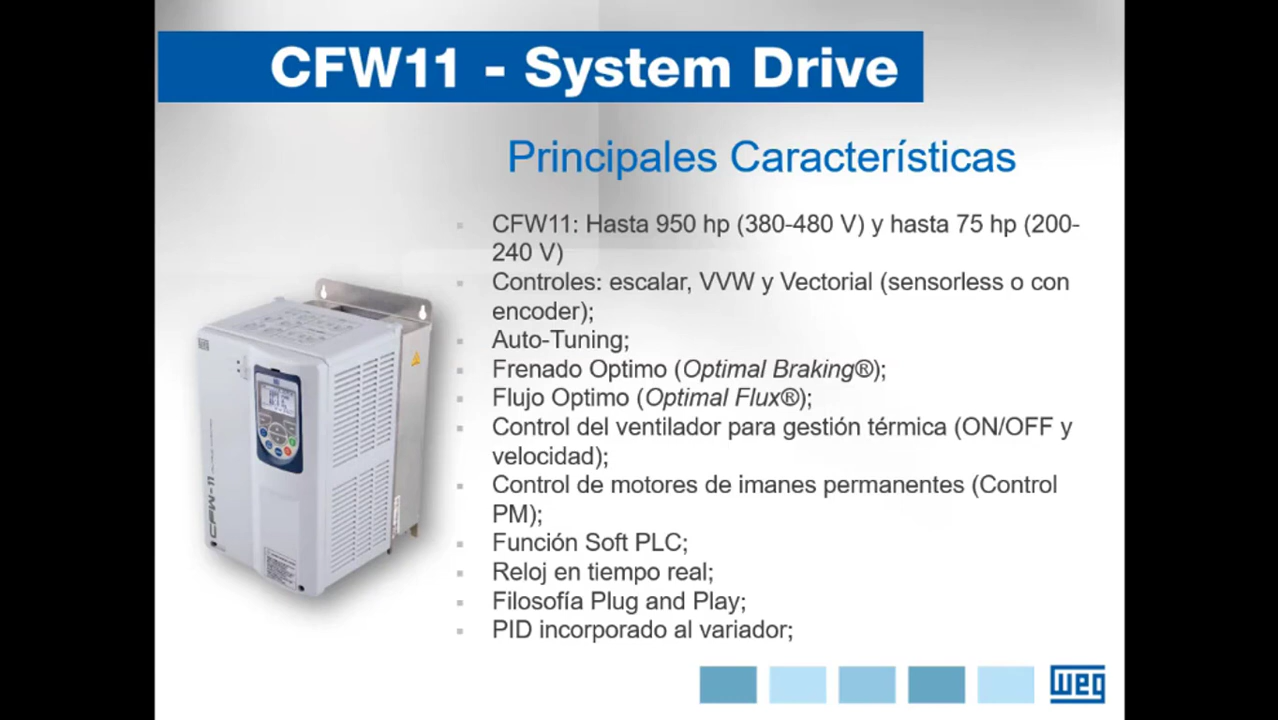 CFW11 - System Drive
Principales Características
CFW11: Hasta 950 hp (380-480 V) y hasta 75 hp (200-
240 V)
Controles: escalar, VVW y Vectorial (sensorless o con
encoder);
Auto-Tuning;
Frenado Optimo (Optimal Braking®);
Flujo Optimo (Optimal Flux®);
Control del ventilador para gestión térmica (ON/OFF y
velocidad);
Control de motores de imanes permanentes (Control
PM);
Función Soft PLC;
Reloj en tiempo real;
Filosofía Plug and Play;
PID incorporado al variador;
CFW-11
weg